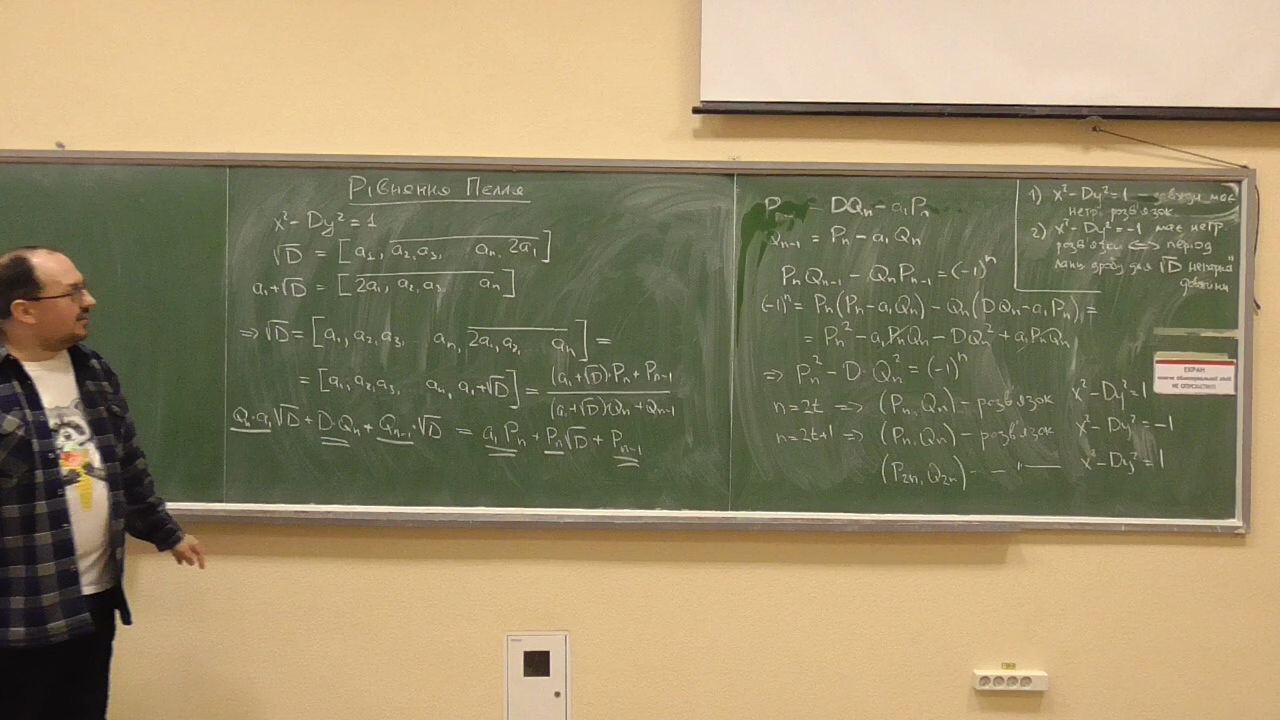 Рівняння Пелля
x² - Dy² = 1
√D = [a₁, a₂, a₃, aₙ, 2a₁]
a₁+√D = [2a₁, a₂, a₃ aₙ]
⇒ √D = [a₁, a₂, a₃, aₙ, 2a₁, a₂, aₙ] =
= [a₁, a₂, a₃, aₙ, a₁+√D] = ((a₁+√D)·Pₙ + Pₙ₋₁)/((a₁+√D)Qₙ + Qₙ₋₁)
Qₙ·a₁√D + D·Qₙ + Qₙ₋₁·√D = a₁Pₙ + Pₙ√D + Pₙ₋₁
= DQₙ - a₁Pₙ
Qₙ₋₁ = Pₙ - a₁Qₙ
PₙQₙ₋₁ - QₙPₙ₋₁ = (-1)ⁿ
(-1)ⁿ = Pₙ(Pₙ - a₁Qₙ) - Qₙ(DQₙ - a₁Pₙ) =
= Pₙ² - a₁PₙQₙ - DQₙ² + a₁PₙQₙ
⇒ Pₙ² - D·Qₙ² = (-1)ⁿ
n=2t ⇒ (Pₙ, Qₙ) - розв'язок x² - Dy² = 1
n=2t+1 ⇒ (Pₙ, Qₙ) - розв'язок x² - Dy² = -1
(P₂ₙ, Q₂ₙ) - — " — x² - Dy² = 1
1) x² - Dy² = 1 - завжди має
нетр. розв'язок
2) x² - Dy² = -1 має нетр.
розв'язки ⇔ період
ланц. дробу для √D непарної
довжини
ЕКРАН
НЕ ОПУСКАТИ!!!